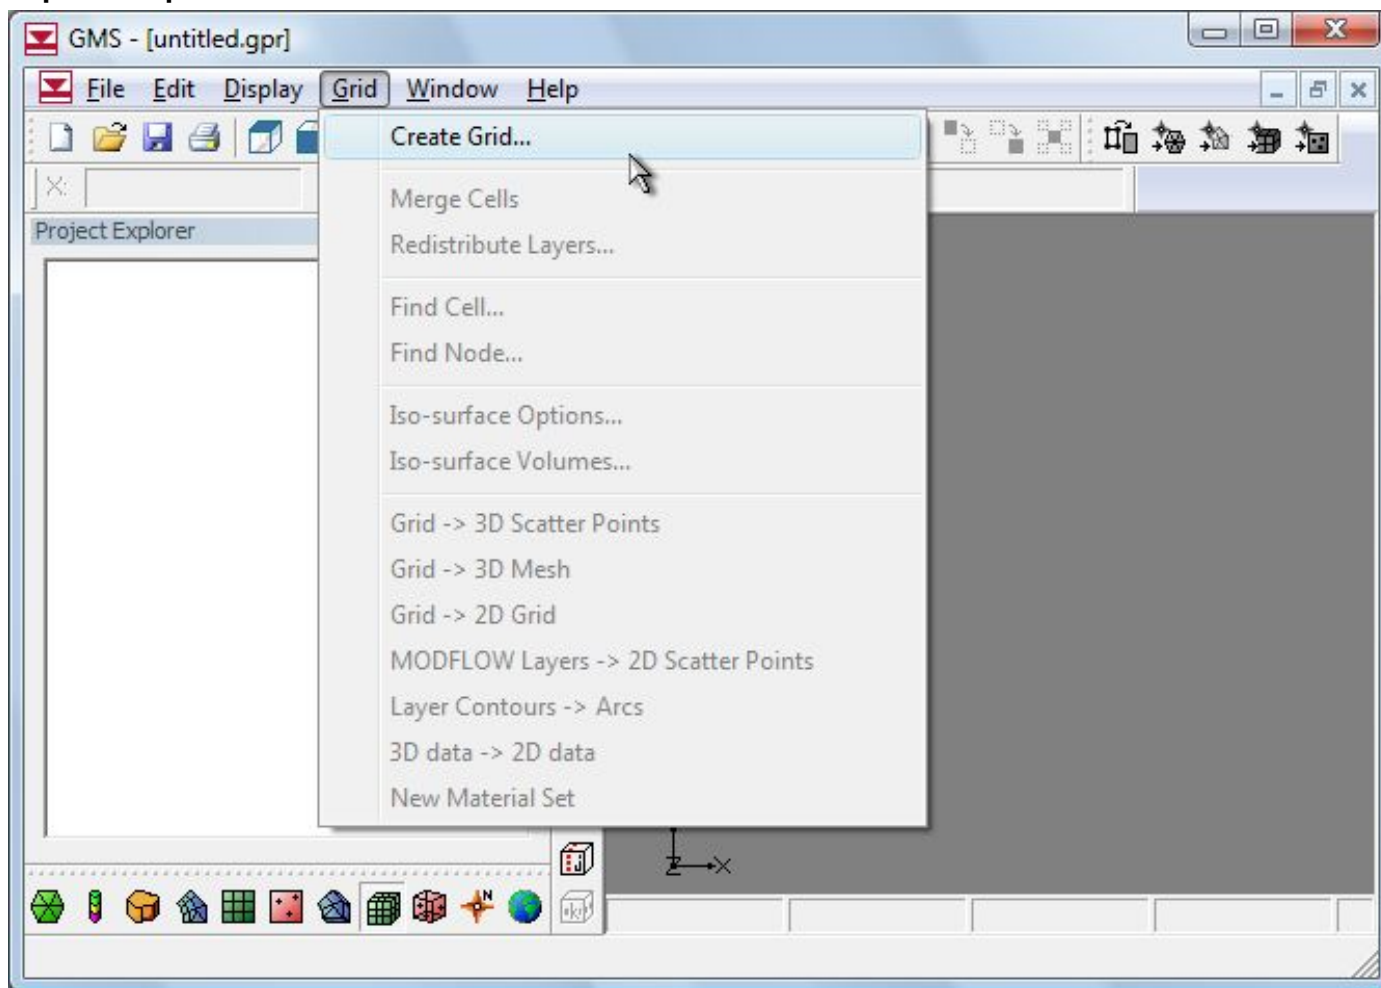 GMS - [untitled.gpr]
File Edit Display Grid Window Help
Create Grid...
X:
Merge Cells
Project Explorer
Redistribute Layers...
Find Cell...
Find Node...
Iso-surface Options...
Iso-surface Volumes...
Grid -> 3D Scatter Points
Grid -> 3D Mesh
Grid -> 2D Grid
MODFLOW Layers -> 2D Scatter Points
Layer Contours -> Arcs
3D data -> 2D data
New Material Set
Z X
N